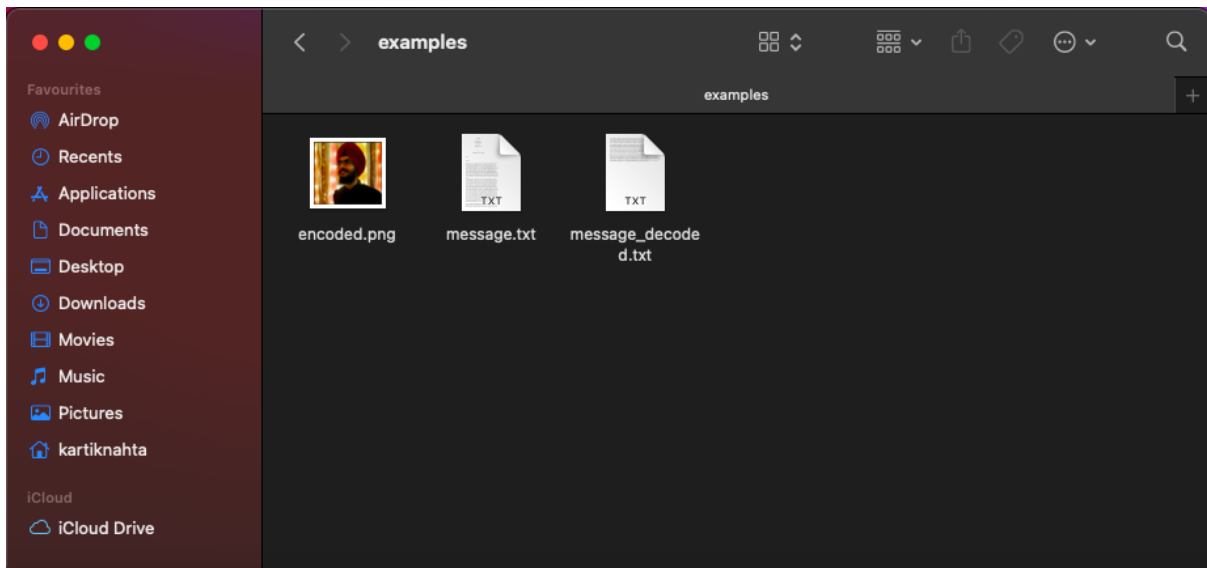 examples
examples
Favourites
AirDrop
Recents
Applications
Documents
Desktop
Downloads
Movies
Music
Pictures
kartiknahta
iCloud
iCloud Drive
TXT
TXT
encoded.png
message.txt
message_decode
d.txt